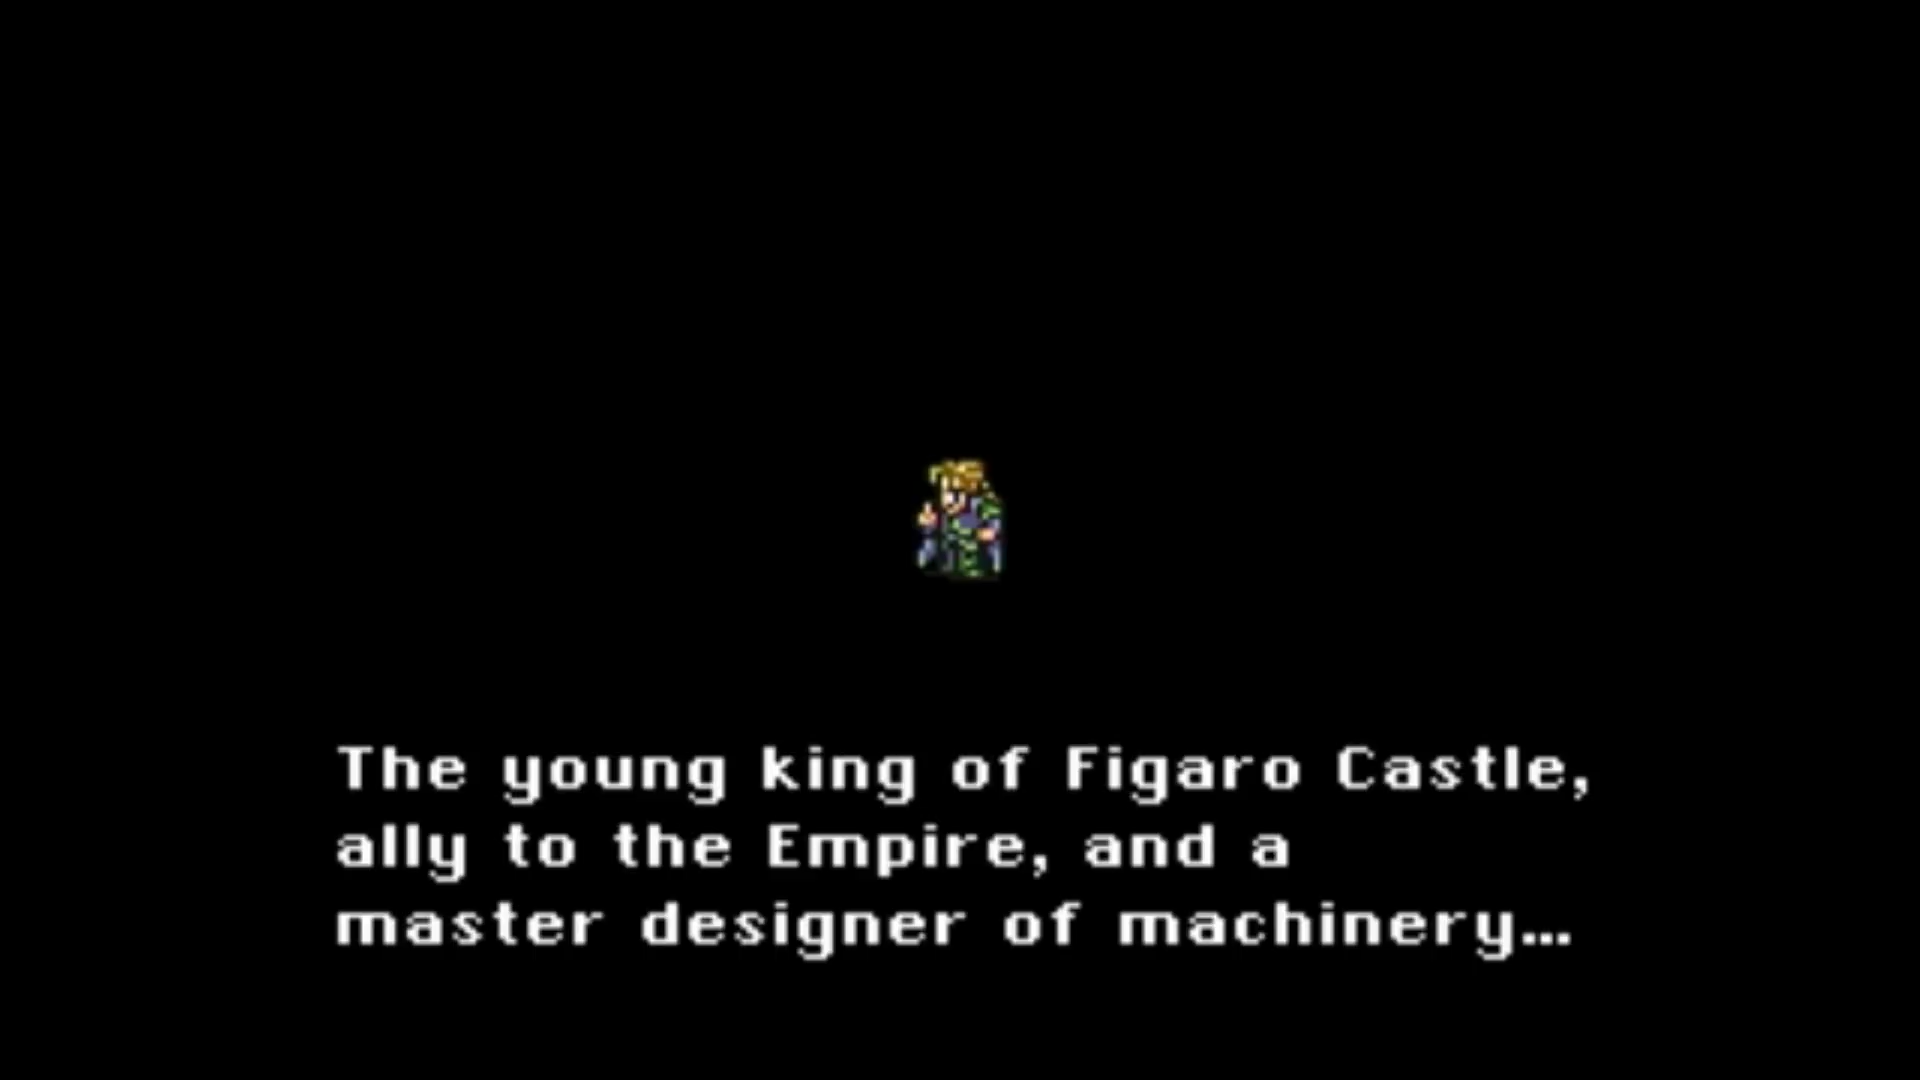 The young king of Figaro Castle,
ally to the Empire, and a
master designer of machinery…